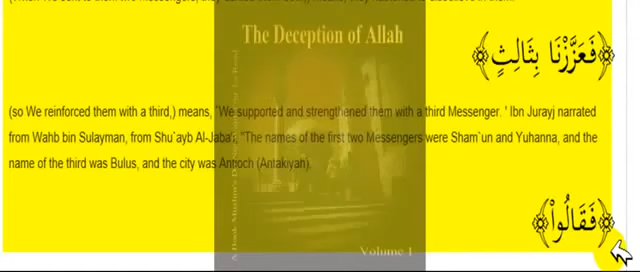 The Deception of Allah
﴿فَعَزَّزْنَا بِثَالِثٍ﴾
(so We reinforced them with a third,) means, "We supported and strengthened them with a third Messenger. ' Ibn Jurayj narrated
from Wahb bin Sulayman, from Shu`ayb Al-Jaba'i, "The names of the first two Messengers were Sham`un and Yuhanna, and the
name of the third was Bulus, and the city was Antioch (Antakiyah).
﴿فَقَالُواْ﴾
Volume 1